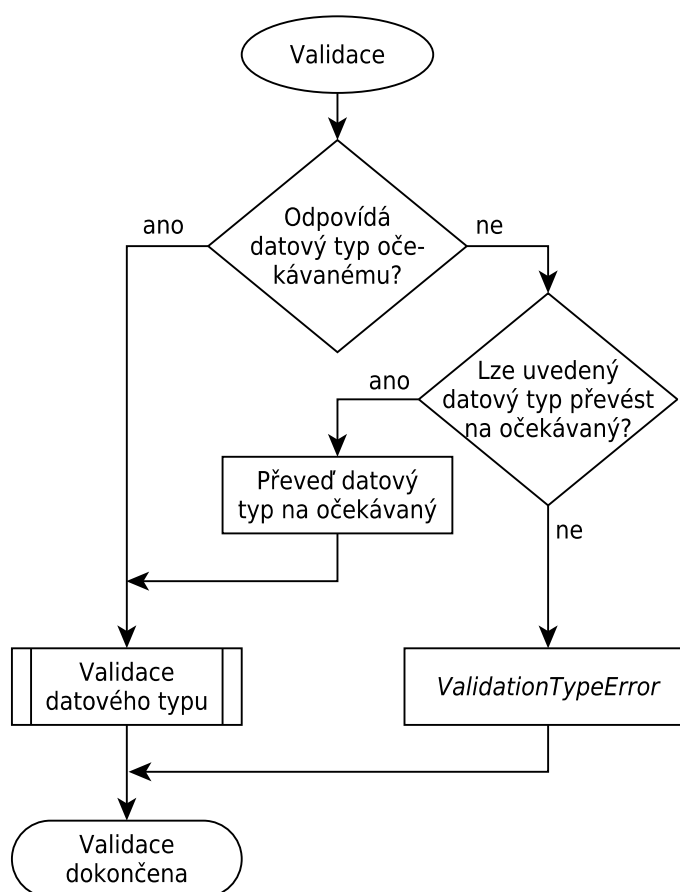 Validace
Odpovídá
datový typ oče-
kávanému?
ano
ne
Lze uvedený
datový typ převést
na očekávaný?
ano
ne
Převeď datový
typ na očekávaný
Validace
datového typu
ValidationTypeError
Validace
dokončena